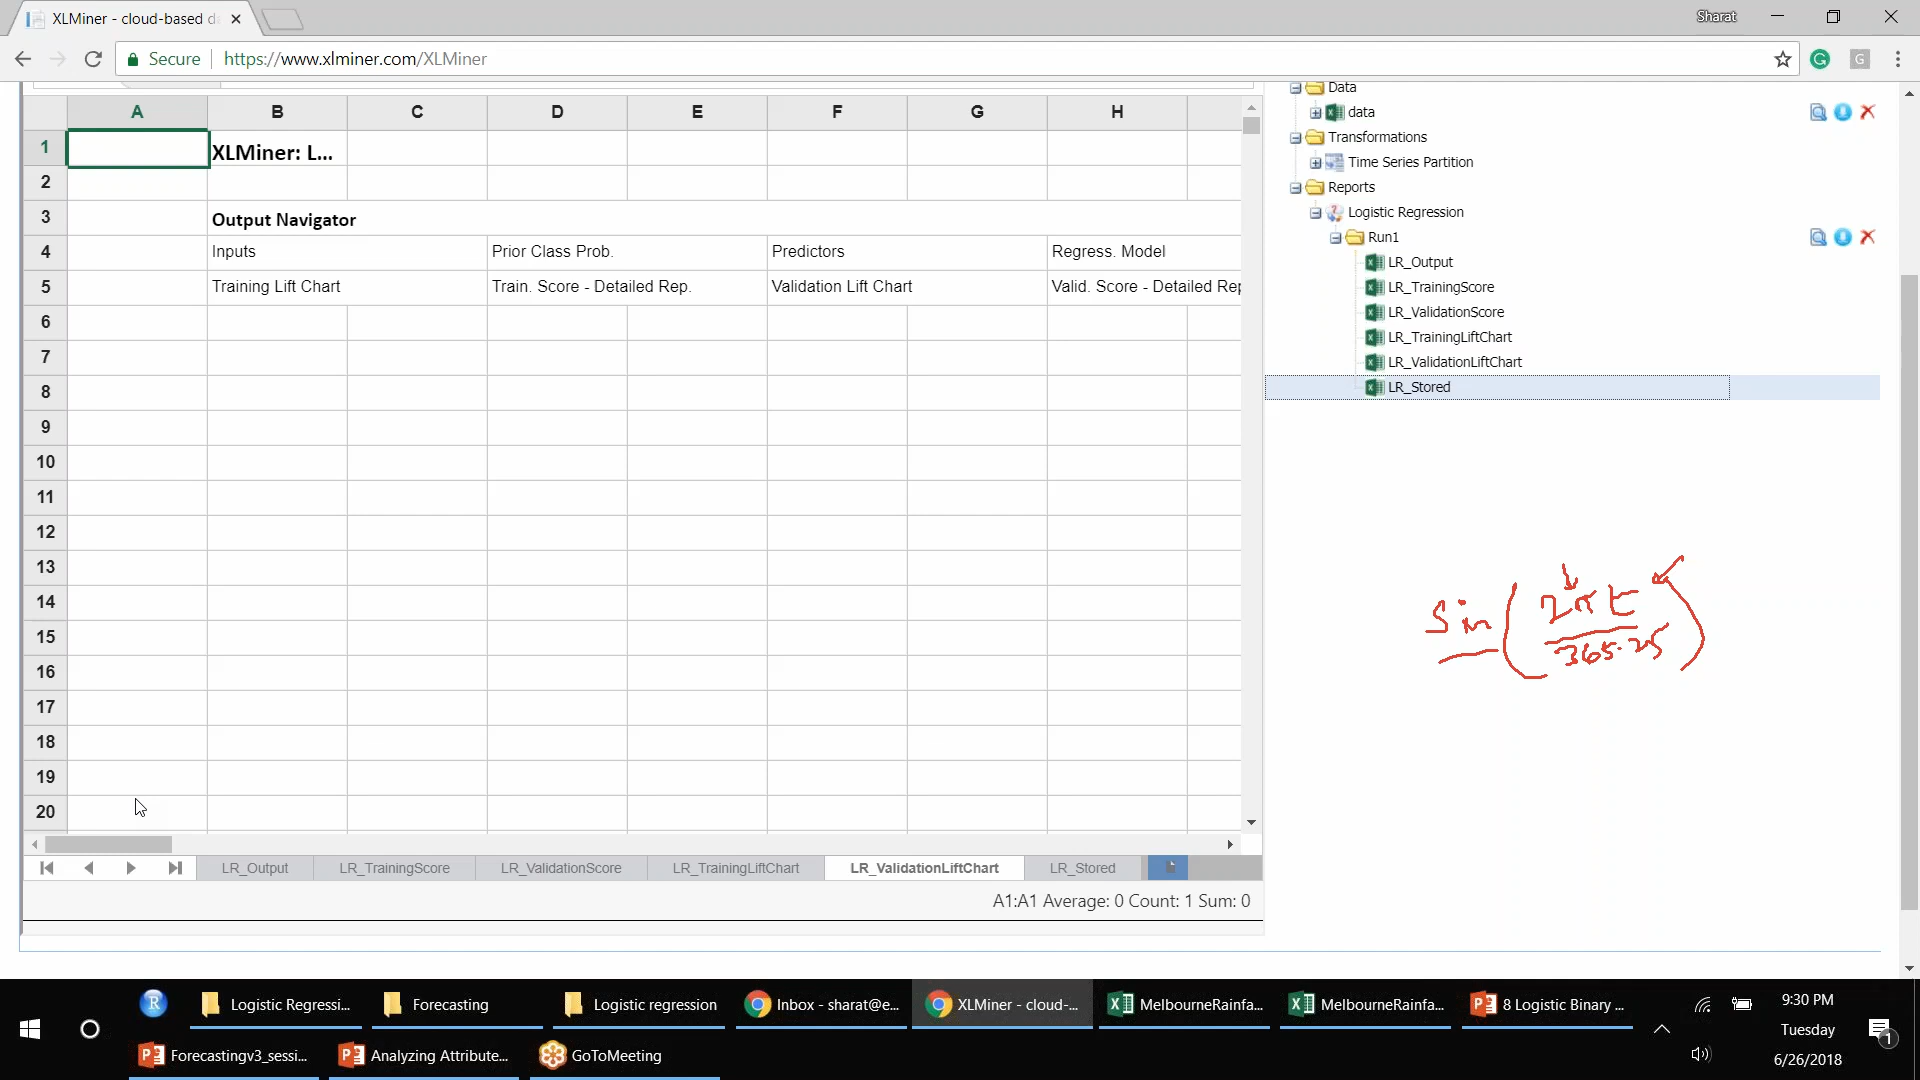 XLMiner - cloud-based d
Sharat
Secure https://www.xlminer.com/XLMiner
A B C D E F G H
1 XLMiner: L...
2
3 Output Navigator
4 Inputs Prior Class Prob. Predictors Regress. Model
5 Training Lift Chart Train. Score - Detailed Rep. Validation Lift Chart Valid. Score - Detailed Rep
6
7
8
9
10
11
12
13
14
15
16
17
18
19
20
LR_Output LR_TrainingScore LR_ValidationScore LR_TrainingLiftChart LR_ValidationLiftChart LR_Stored
A1:A1 Average: 0 Count: 1 Sum: 0
Data
data
Transformations
Time Series Partition
Reports
Logistic Regression
Run1
LR_Output
LR_TrainingScore
LR_ValidationScore
LR_TrainingLiftChart
LR_ValidationLiftChart
LR_Stored
Sin (2πt
365.25)
Logistic Regressi... Forecasting Logistic regression Inbox - sharat@e... XLMiner - cloud-... MelbourneRainfa... MelbourneRainfa... 8 Logistic Binary ...
Forecastingv3_sessi... Analyzing Attribute... GoToMeeting
9:30 PM
Tuesday
6/26/2018
1